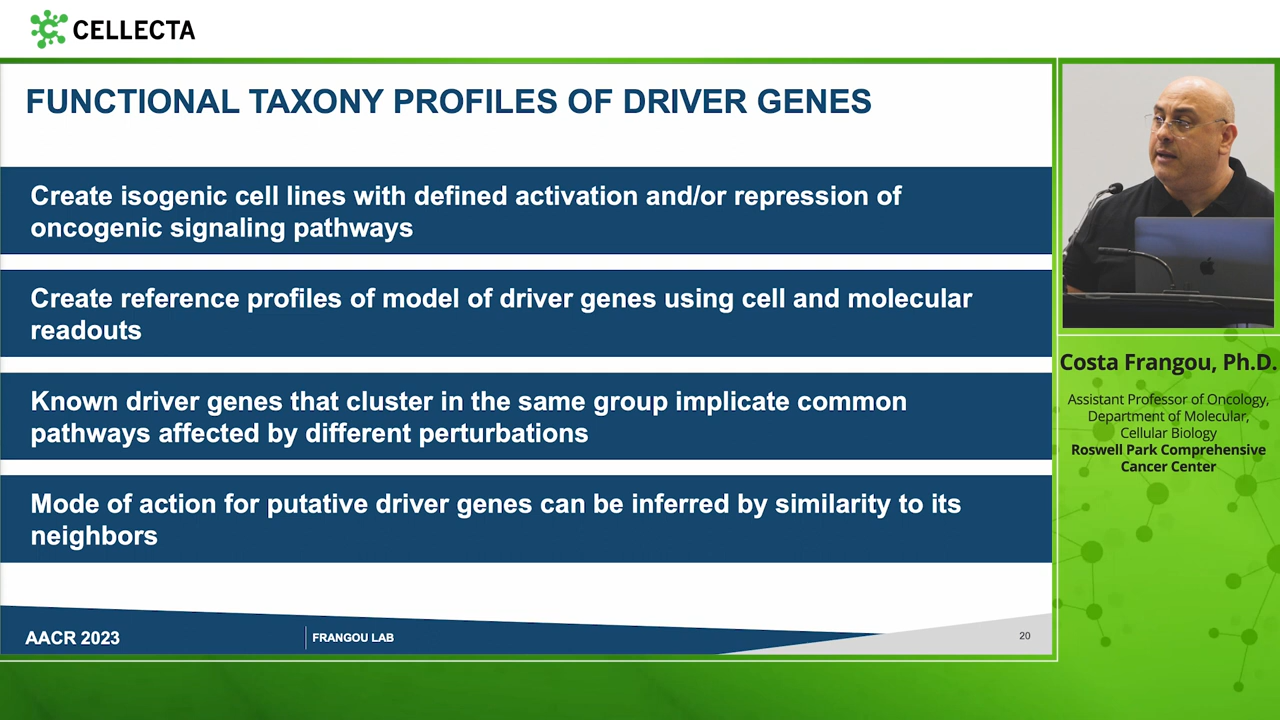 CELLECTA
FUNCTIONAL TAXONY PROFILES OF DRIVER GENES
Create isogenic cell lines with defined activation and/or repression of
oncogenic signaling pathways
Create reference profiles of model of driver genes using cell and molecular
readouts
Known driver genes that cluster in the same group implicate common
pathways affected by different perturbations
Mode of action for putative driver genes can be inferred by similarity to its
neighbors
AACR 2023
FRANGOU LAB
20
Costa Frangou, Ph.D.
Assistant Professor of Oncology,
Department of Molecular,
Cellular Biology
Roswell Park Comprehensive
Cancer Center